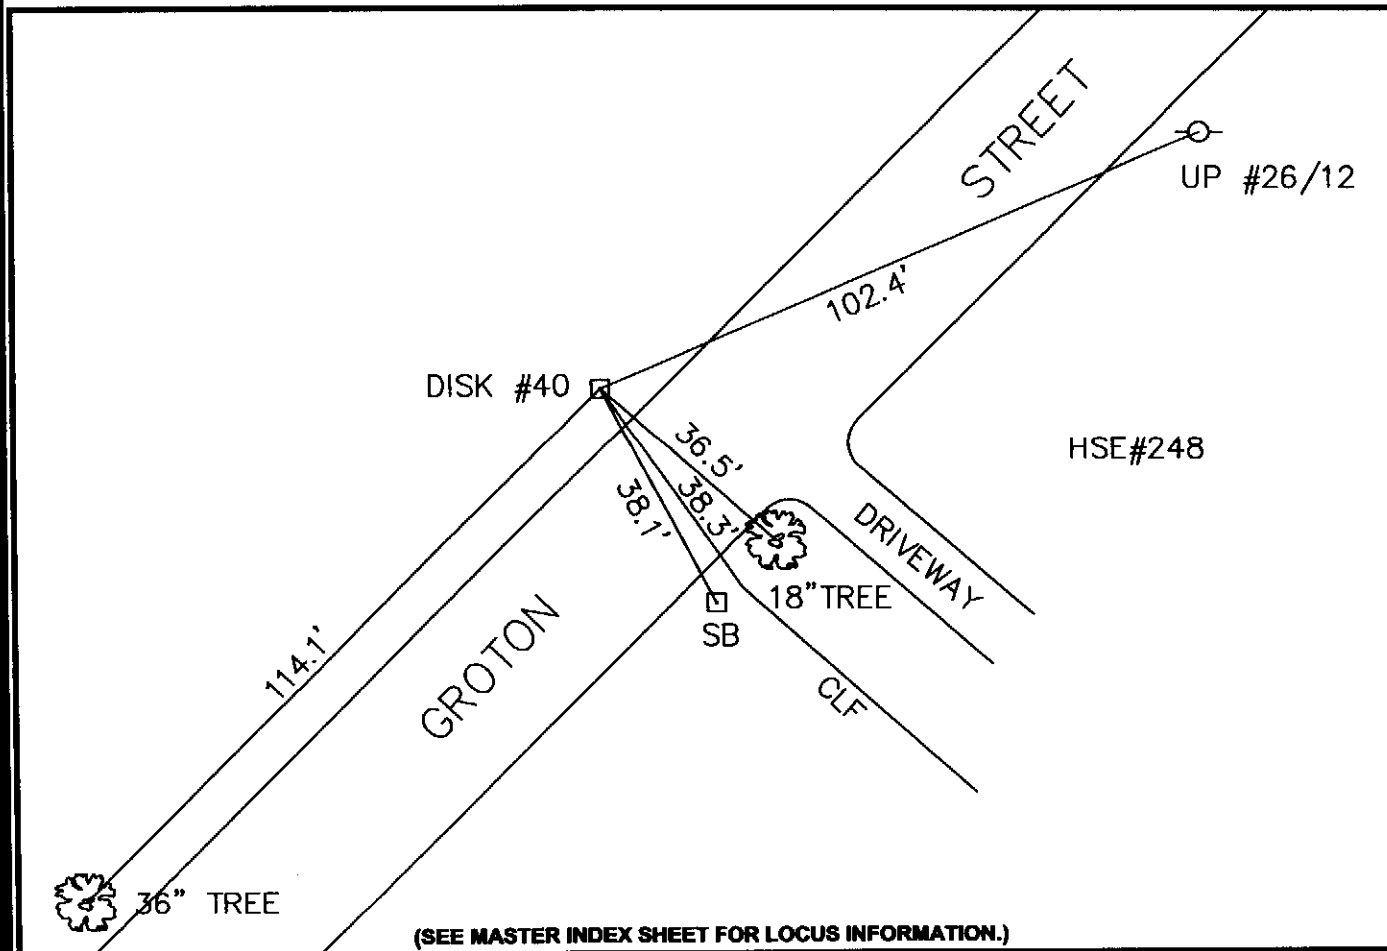 STREET
UP #26/12
102.4'
DISK #40
36.5'
HSE#248
38.3'
38.1'
DRIVEWAY
18" TREE
SB
114.1'
GROTON
CLF
36" TREE
(SEE MASTER INDEX SHEET FOR LOCUS INFORMATION.)